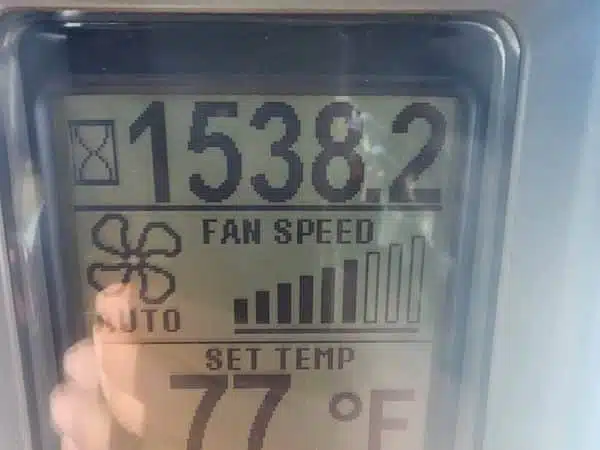 1538.2
FAN SPEED
AUTO
SET TEMP
77 °F